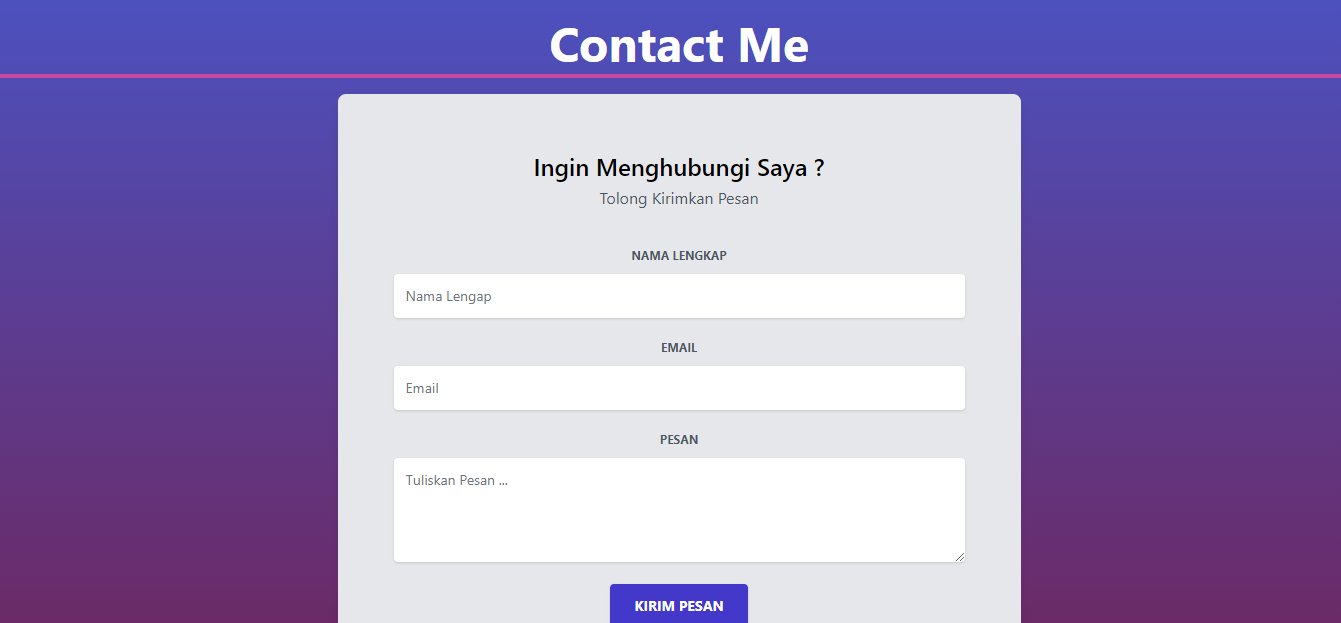 Contact Me
Ingin Menghubungi Saya ?
Tolong Kirimkan Pesan
NAMA LENGKAP
Nama Lengap
EMAIL
Email
PESAN
Tuliskan Pesan ...
KIRIM PESAN